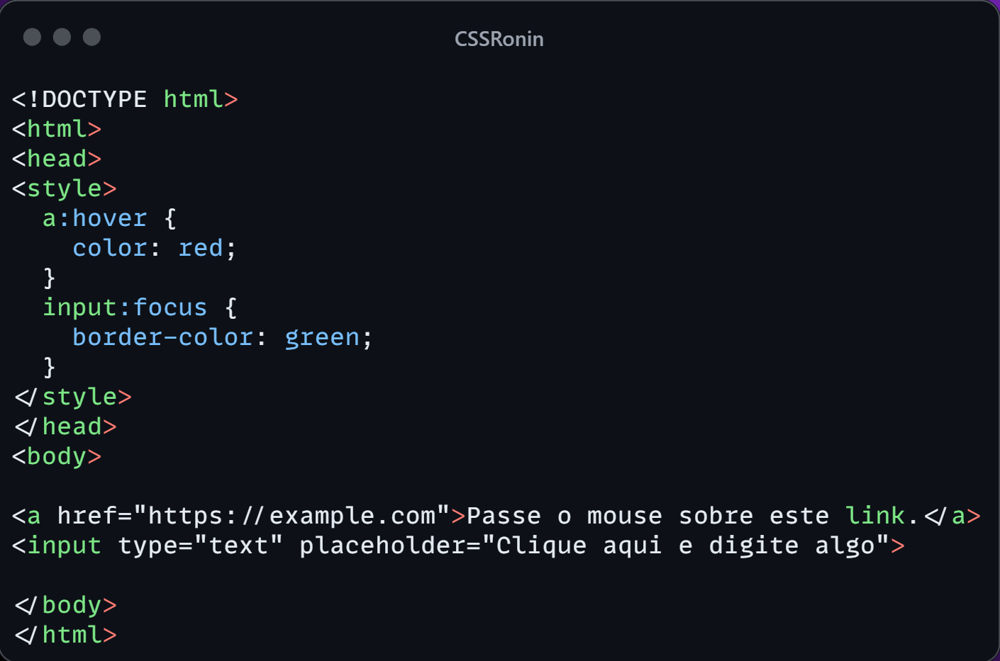 CSSRonin
<!DOCTYPE html>
<html>
<head>
<style>
  a:hover {
    color: red;
  }
  input:focus {
    border-color: green;
  }
</style>
</head>
<body>

<a href="https://example.com">Passe o mouse sobre este link.</a>
<input type="text" placeholder="Clique aqui e digite algo">

</body>
</html>